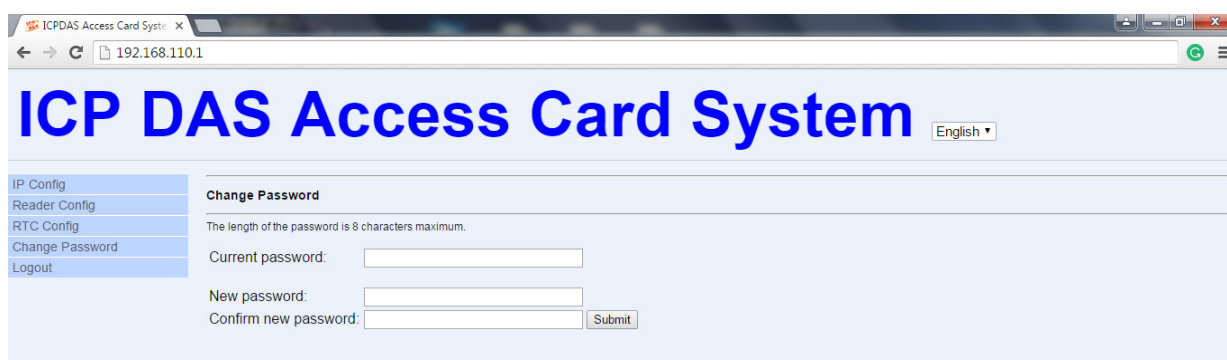 ICPDAS Access Card Syste
192.168.110.1
ICP DAS Access Card System
English
IP Config
Reader Config
RTC Config
Change Password
Logout
Change Password
The length of the password is 8 characters maximum.
Current password:
New password:
Confirm new password:
Submit